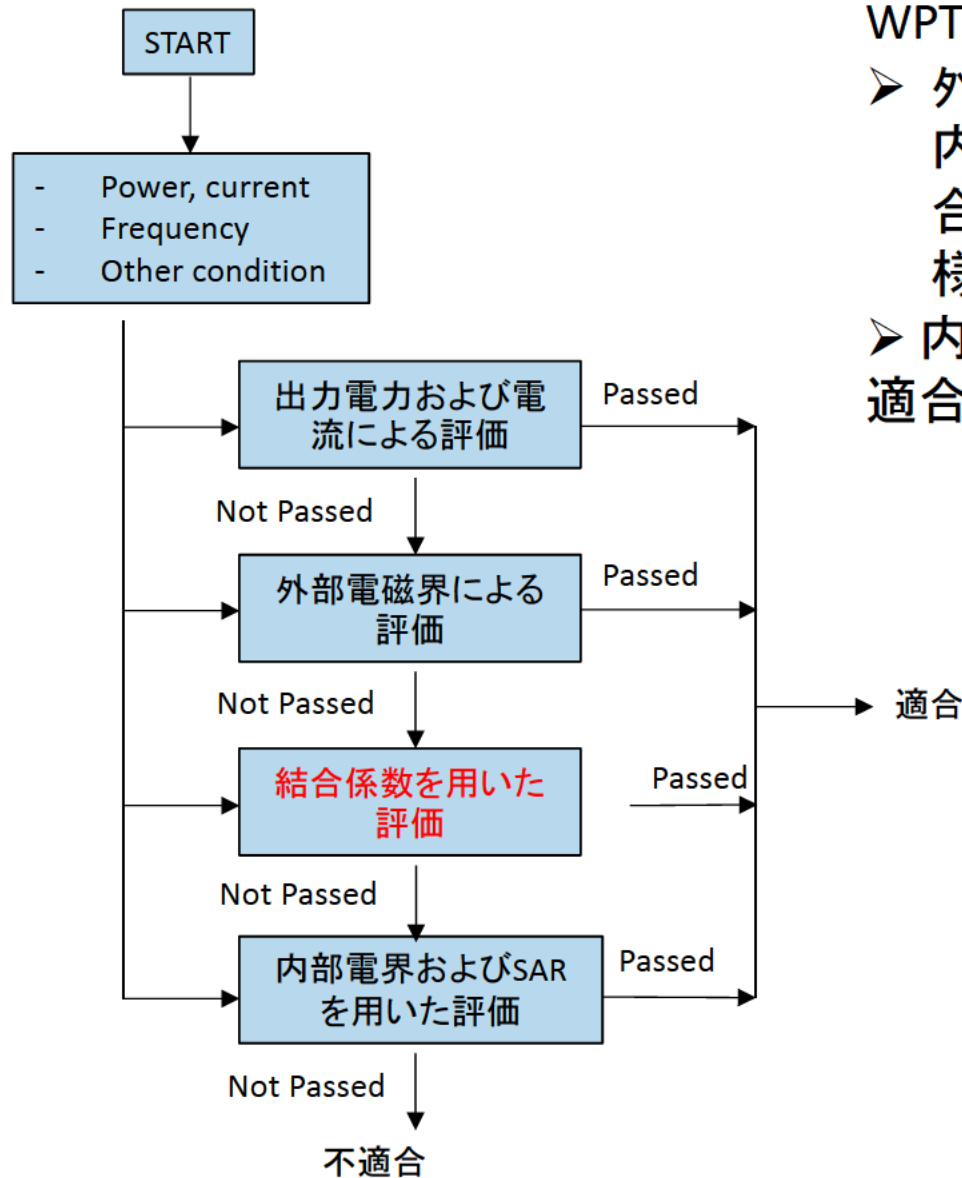 START
- Power, current
- Frequency
- Other condition
出力電力および電
流による評価
Passed
Not Passed
外部電磁界による
評価
Passed
Not Passed
結合係数を用いた
評価
Passed
Not Passed
内部電界およびSAR
を用いた評価
Passed
Not Passed
不適合
適合
WPT
➢ 外
内
合
様
➢ 内
適合